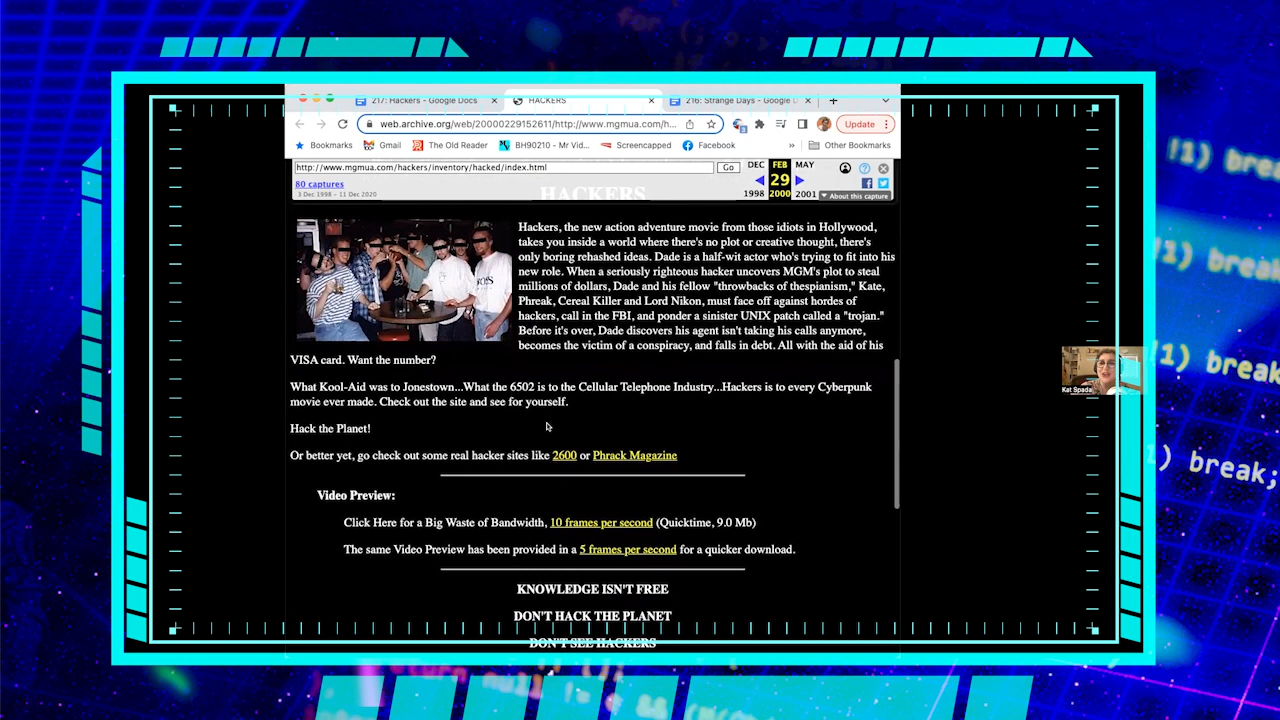 217: Hackers - Google Docs
HACKERS
216: Strange Days - Google D
web.archive.org/web/20000229152611/http://www.mgmua.com/h...
Update
Bookmarks
Gmail
The Old Reader
BH90210 - Mr Vid...
Screencapped
Facebook
»
Other Bookmarks
http://www.mgmua.com/hackers/inventory/hacked/index.html
Go
DEC FEB MAY
80 captures
29
3 Dec 1998 – 11 Dec 2020
1998 2000 2001
About this capture
HACKERS
Hackers, the new action adventure movie from those idiots in Hollywood,
takes you inside a world where there's no plot or creative thought, there's
only boring rehashed ideas. Dade is a half-wit actor who's trying to fit into his
new role. When a seriously righteous hacker uncovers MGM's plot to steal
millions of dollars, Dade and his fellow "throwbacks of thespianism," Kate,
Phreak, Cereal Killer and Lord Nikon, must face off against hordes of
hackers, call in the FBI, and ponder a sinister UNIX patch called a "trojan."
Before it's over, Dade discovers his agent isn't taking his calls anymore,
becomes the victim of a conspiracy, and falls in debt. All with the aid of his
VISA card. Want the number?
What Kool-Aid was to Jonestown...What the 6502 is to the Cellular Telephone Industry...Hackers is to every Cyberpunk
movie ever made. Check out the site and see for yourself.
Hack the Planet!
Or better yet, go check out some real hacker sites like 2600 or Phrack Magazine
Video Preview:
Click Here for a Big Waste of Bandwidth, 10 frames per second (Quicktime, 9.0 Mb)
The same Video Preview has been provided in a 5 frames per second for a quicker download.
KNOWLEDGE ISN'T FREE
DON'T HACK THE PLANET
DON'T SEE HACKERS
Kat Spada
!1) brea
1) break
!1) break
) break;